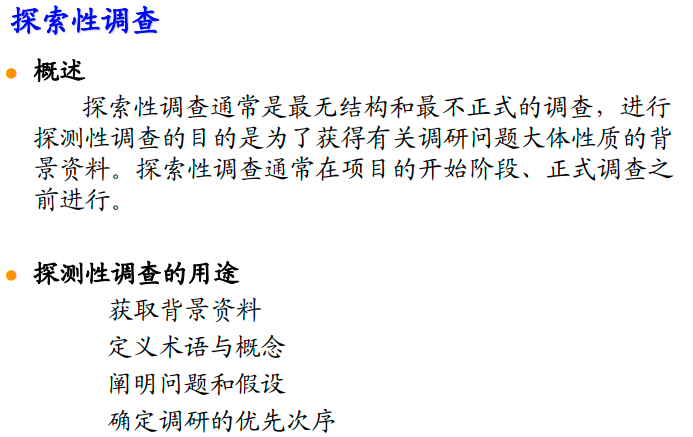 探索性调查
概述
探索性调查通常是最无结构和最不正式的调查，进行
探测性调查的目的是为了获得有关调研问题大体性质的背
景资料。探索性调查通常在项目的开始阶段、正式调查之
前进行。
探测性调查的用途
获取背景资料
定义术语与概念
阐明问题和假设
确定调研的优先次序